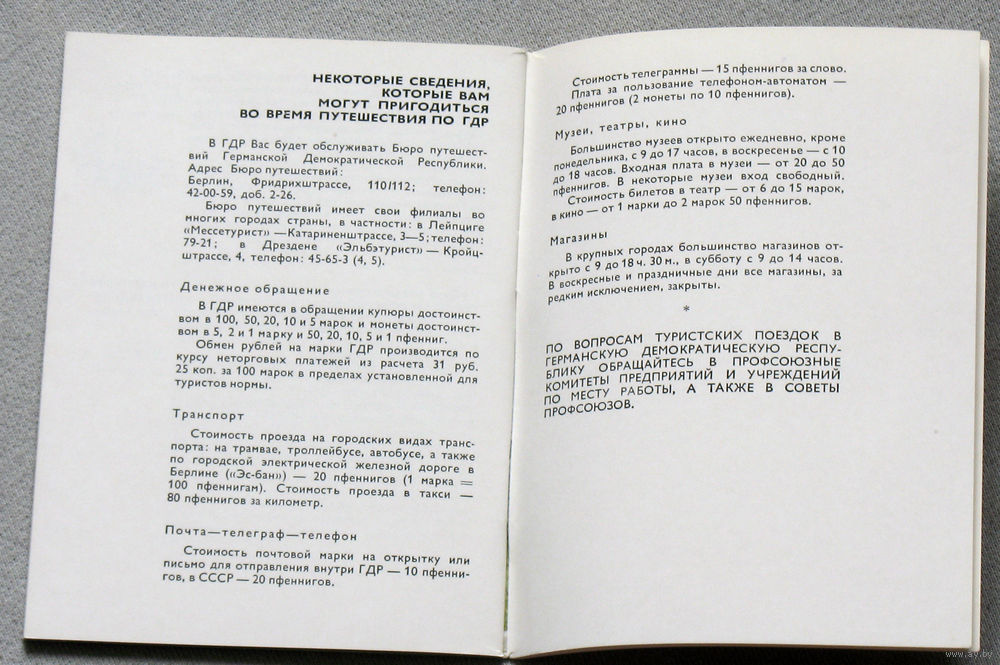 НЕКОТОРЫЕ СВЕДЕНИЯ,
КОТОРЫЕ ВАМ
МОГУТ ПРИГОДИТЬСЯ
ВО ВРЕМЯ ПУТЕШЕСТВИЯ ПО ГДР
В ГДР Вас будет обслуживать Бюро путешест-
вий Германской Демократической Республики.
Адрес Бюро путешествий:
Берлин, Фридрихштрассе, 110/112; телефон:
42-00-59, доб. 2-26.
Бюро путешествий имеет свои филиалы во
многих городах страны, в частности: в Лейпциге
«Мессетурист» — Катариненштрассе, 3—5; телефон:
79-21; в Дрездене «Эльбэтурист» — Кройц-
штрассе, 4, телефон: 45-65-3 (4, 5).
Денежное обращение
В ГДР имеются в обращении купюры достоинст-
вом в 100, 50, 20, 10 и 5 марок и монеты достоинст-
вом в 5, 2 и 1 марку и 50, 20, 10, 5 и 1 пфенниг.
Обмен рублей на марки ГДР производится по
курсу неторговых платежей из расчета 31 руб.
25 коп. за 100 марок в пределах установленной для
туристов нормы.
Транспорт
Стоимость проезда на городских видах транс-
порта: на трамвае, троллейбусе, автобусе, а также
по городской электрической железной дороге в
Берлине («Эс-бан») — 20 пфеннигов (1 марка =
100 пфеннигам). Стоимость проезда в такси —
80 пфеннигов за километр.
Почта—телеграф—телефон
Стоимость почтовой марки на открытку или
письмо для отправления внутри ГДР — 10 пфенни-
гов, в СССР — 20 пфеннигов.
Стоимость телеграммы — 15 пфеннигов за слово.
Плата за пользование телефоном-автоматом —
20 пфеннигов (2 монеты по 10 пфеннигов).
Музеи, театры, кино
Большинство музеев открыто ежедневно, кроме
понедельника, с 9 до 17 часов, в воскресенье — с 10
до 18 часов. Входная плата в музеи — от 20 до 50
пфеннигов. В некоторые музеи вход свободный.
Стоимость билетов в театр — от 6 до 15 марок,
в кино — от 1 марки до 2 марок 50 пфеннигов.
Магазины
В крупных городах большинство магазинов от-
крыто с 9 до 18 ч. 30 м., в субботу с 9 до 14 часов.
В воскресные и праздничные дни все магазины, за
редким исключением, закрыты.
*
ПО ВОПРОСАМ ТУРИСТСКИХ ПОЕЗДОК В
ГЕРМАНСКУЮ ДЕМОКРАТИЧЕСКУЮ РЕСПУ-
БЛИКУ ОБРАЩАЙТЕСЬ В ПРОФСОЮЗНЫЕ
КОМИТЕТЫ ПРЕДПРИЯТИЙ И УЧРЕЖДЕНИЙ
ПО МЕСТУ РАБОТЫ, А ТАКЖЕ В СОВЕТЫ
ПРОФСОЮЗОВ.
www.ay.by